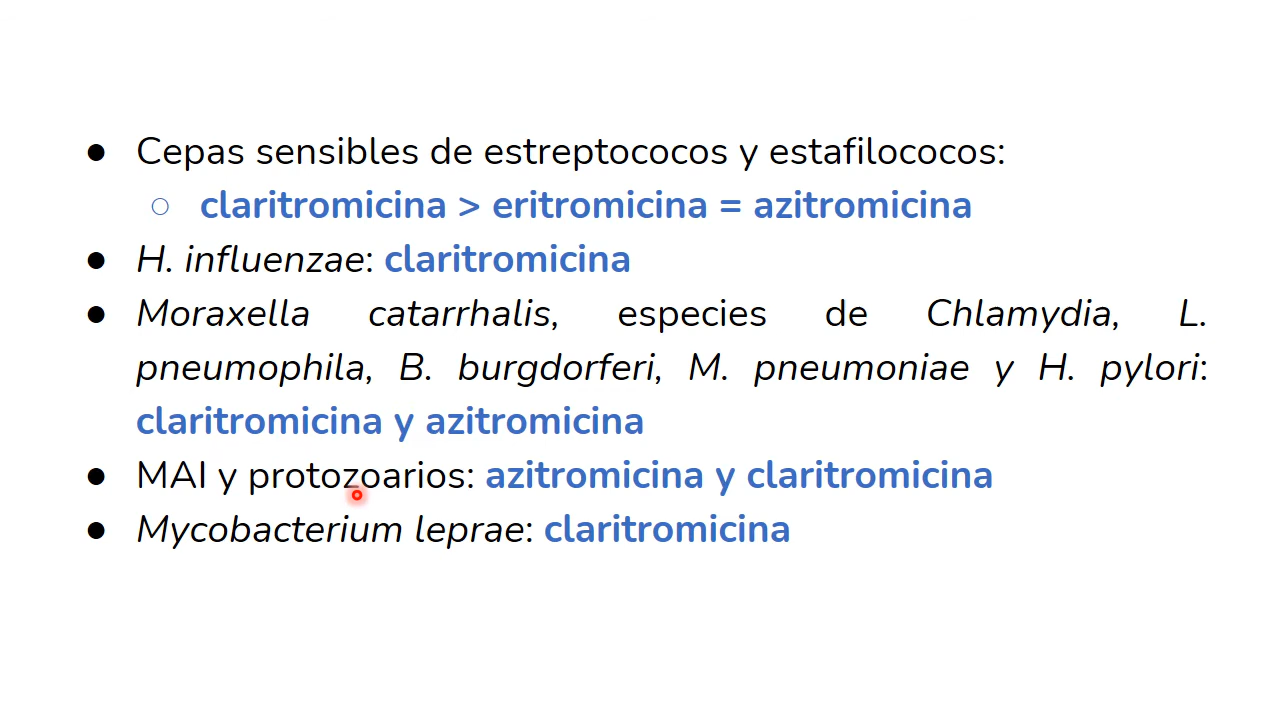 ● Cepas sensibles de estreptococos y estafilococos:
○ claritromicina > eritromicina = azitromicina
● H. influenzae: claritromicina
● Moraxella catarrhalis, especies de Chlamydia, L.
pneumophila, B. burgdorferi, M. pneumoniae y H. pylori:
claritromicina y azitromicina
● MAI y protozoarios: azitromicina y claritromicina
● Mycobacterium leprae: claritromicina